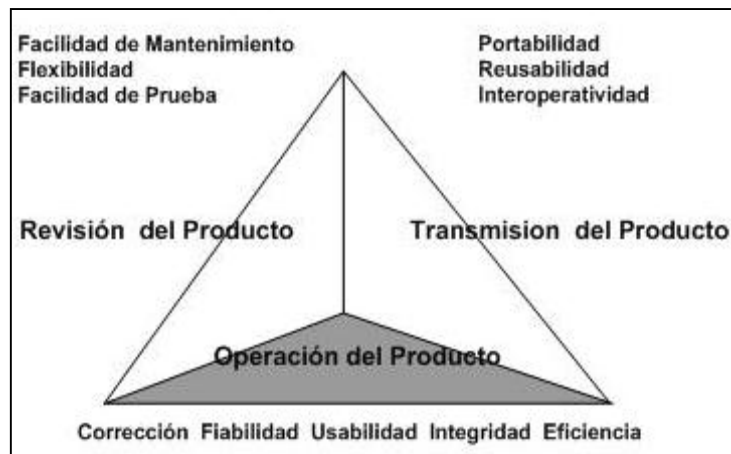 Facilidad de Mantenimiento
Flexibilidad
Facilidad de Prueba
Portabilidad
Reusabilidad
Interoperatividad
Revisión del Producto
Transmision del Producto
Operación del Producto
Corrección Fiabilidad Usabilidad Integridad Eficiencia